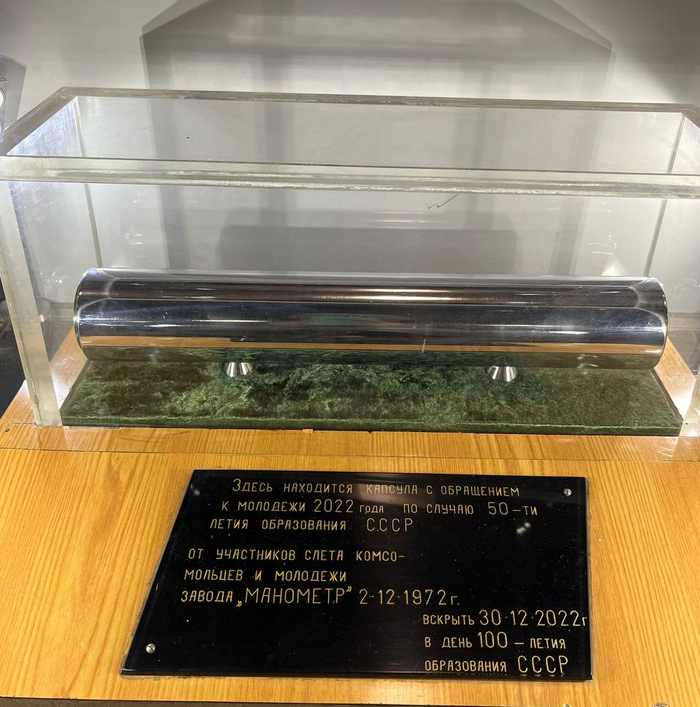 Здесь находится капсула с обращением
к молодежи 2022 года по случаю 50-ти
летия образования СССР
от участников слета комсо-
мольцев и молодежи
завода „МАНОМЕТР" 2-12-1972 г.
вскрыть 30·12·2022 г
в день 100 – летия
образования СССР